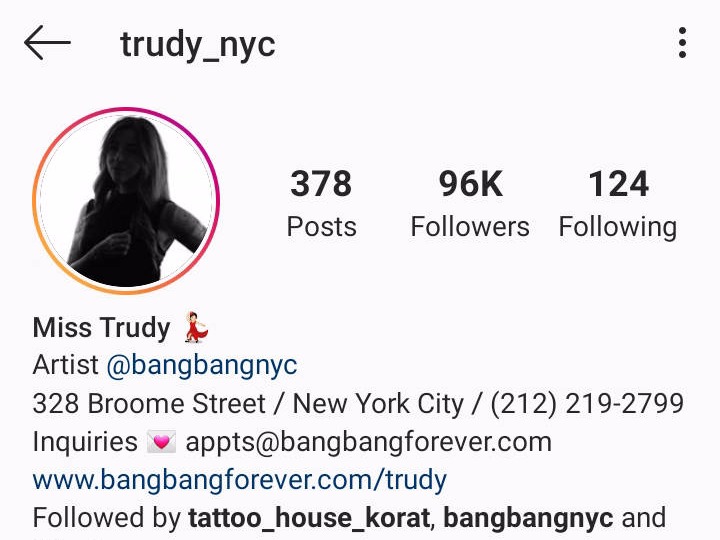 trudy_nyc
378 96K 124
Posts Followers Following
Miss Trudy 💃
Artist @bangbangnyc
328 Broome Street / New York City / (212) 219-2799
Inquiries 💌 appts@bangbangforever.com
www.bangbangforever.com/trudy
Followed by tattoo_house_korat, bangbangnyc and